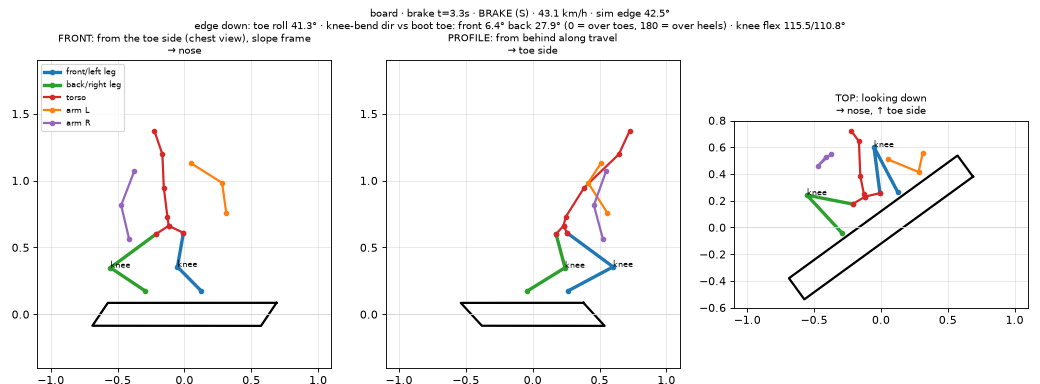 board · brake t=3.3s · BRAKE (S) · 43.1 km/h · sim edge 42.5°
edge down: toe roll 41.3° · knee-bend dir vs boot toe: front 6.4° back 27.9° (0 = over toes, 180 = over heels) · knee flex 115.5/110.8°
FRONT: from the toe side (chest view), slope frame
→ nose
front/left leg
back/right leg
torso
arm L
arm R
knee
knee
1.5
1.0
0.5
0.0
−1.0
−0.5
0.0
0.5
1.0
PROFILE: from behind along travel
→ toe side
knee
knee
1.5
1.0
0.5
0.0
−1.0
−0.5
0.0
0.5
1.0
TOP: looking down
→ nose, ↑ toe side
knee
knee
0.8
0.6
0.4
0.2
0.0
−0.2
−0.4
−0.6
−1.0
−0.5
0.0
0.5
1.0